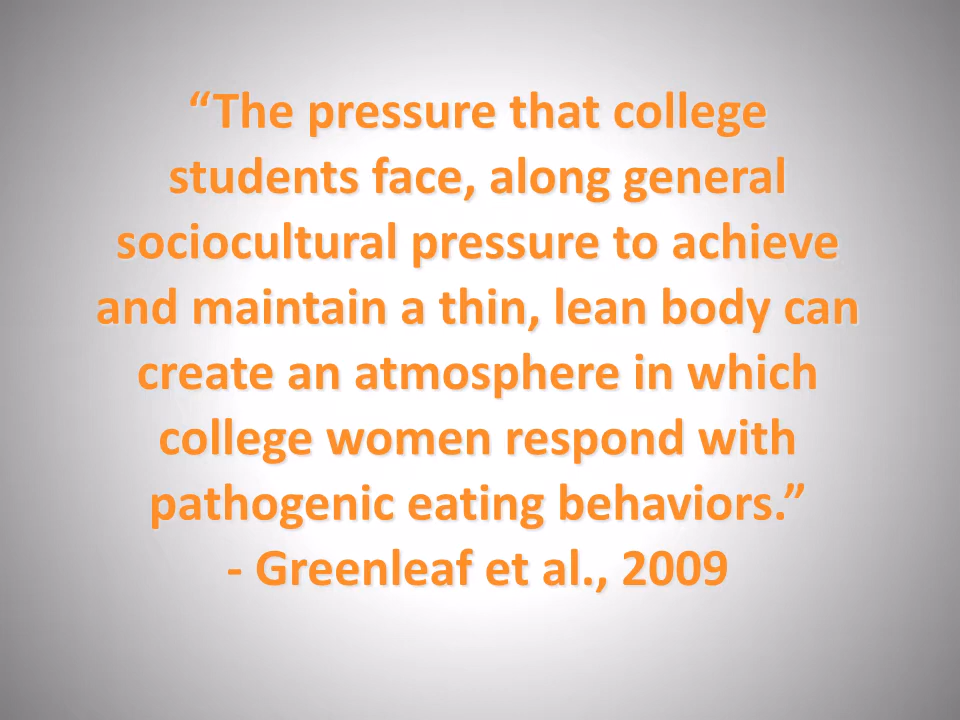 “The pressure that college
students face, along general
sociocultural pressure to achieve
and maintain a thin, lean body can
create an atmosphere in which
college women respond with
pathogenic eating behaviors.”
- Greenleaf et al., 2009